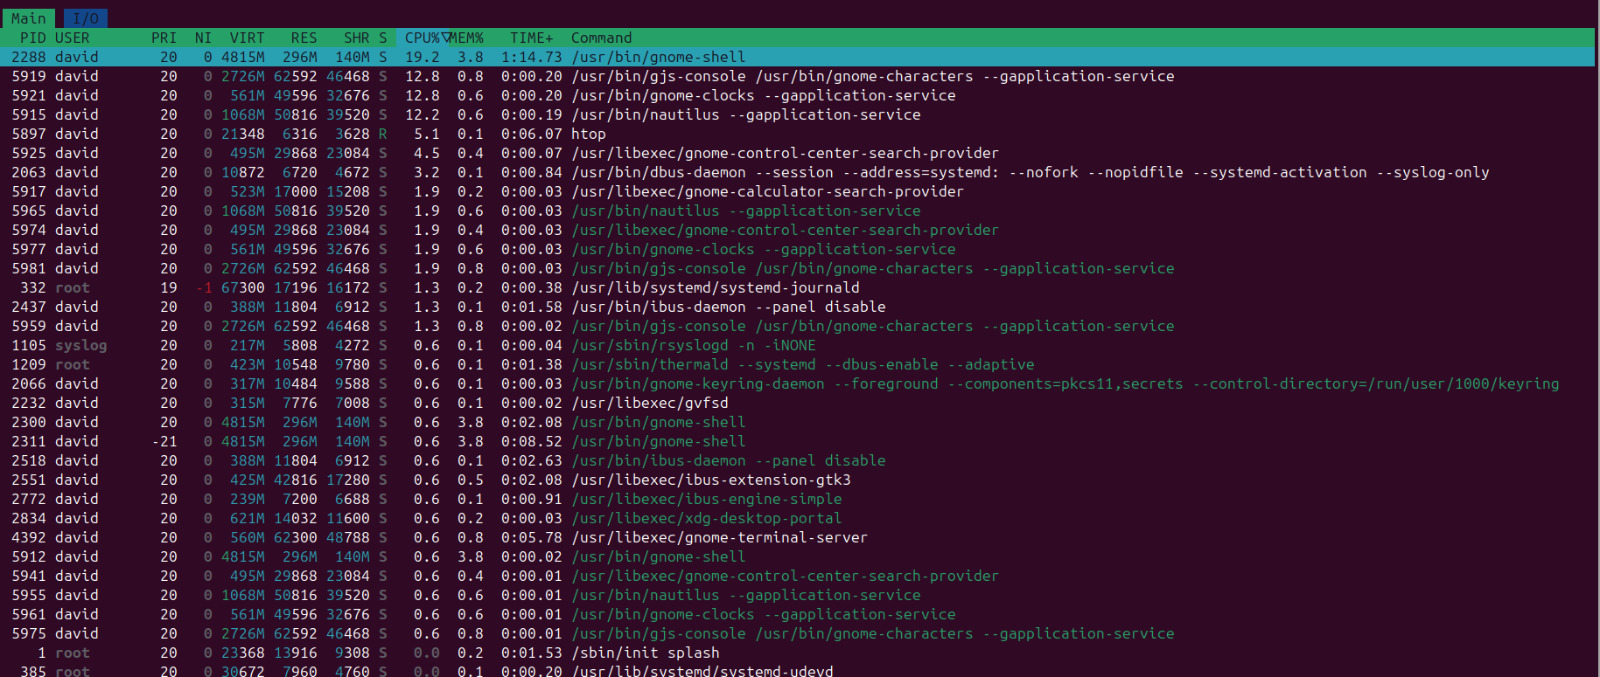 Main I/O
PID USER PRI NI VIRT RES SHR S CPU%▽MEM% TIME+ Command
2288 david 20 0 4815M 296M 140M S 19.2 3.8 1:14.73 /usr/bin/gnome-shell
5919 david 20 0 2726M 62592 46468 S 12.8 0.8 0:00.20 /usr/bin/gjs-console /usr/bin/gnome-characters --gapplication-service
5921 david 20 0 561M 49596 32676 S 12.8 0.6 0:00.20 /usr/bin/gnome-clocks --gapplication-service
5915 david 20 0 1068M 50816 39520 S 12.2 0.6 0:00.19 /usr/bin/nautilus --gapplication-service
5897 david 20 0 21348 6316 3628 R 5.1 0.1 0:06.07 htop
5925 david 20 0 495M 29868 23084 S 4.5 0.4 0:00.07 /usr/libexec/gnome-control-center-search-provider
2063 david 20 0 10872 6720 4672 S 3.2 0.1 0:00.84 /usr/bin/dbus-daemon --session --address=systemd: --nofork --nopidfile --systemd-activation --syslog-only
5917 david 20 0 523M 17000 15208 S 1.9 0.2 0:00.03 /usr/libexec/gnome-calculator-search-provider
5965 david 20 0 1068M 50816 39520 S 1.9 0.6 0:00.03 /usr/bin/nautilus --gapplication-service
5974 david 20 0 495M 29868 23084 S 1.9 0.4 0:00.03 /usr/libexec/gnome-control-center-search-provider
5977 david 20 0 561M 49596 32676 S 1.9 0.6 0:00.03 /usr/bin/gnome-clocks --gapplication-service
5981 david 20 0 2726M 62592 46468 S 1.9 0.8 0:00.03 /usr/bin/gjs-console /usr/bin/gnome-characters --gapplication-service
332 root 19 -1 67300 17196 16172 S 1.3 0.2 0:00.38 /usr/lib/systemd/systemd-journald
2437 david 20 0 388M 11804 6912 S 1.3 0.1 0:01.58 /usr/bin/ibus-daemon --panel disable
5959 david 20 0 2726M 62592 46468 S 1.3 0.8 0:00.02 /usr/bin/gjs-console /usr/bin/gnome-characters --gapplication-service
1105 syslog 20 0 217M 5808 4272 S 0.6 0.1 0:00.04 /usr/sbin/rsyslogd -n -iNONE
1209 root 20 0 423M 10548 9780 S 0.6 0.1 0:01.38 /usr/sbin/thermald --systemd --dbus-enable --adaptive
2066 david 20 0 317M 10484 9588 S 0.6 0.1 0:00.03 /usr/bin/gnome-keyring-daemon --foreground --components=pkcs11,secrets --control-directory=/run/user/1000/keyring
2232 david 20 0 315M 7776 7008 S 0.6 0.1 0:00.02 /usr/libexec/gvfsd
2300 david 20 0 4815M 296M 140M S 0.6 3.8 0:02.08 /usr/bin/gnome-shell
2311 david -21 0 4815M 296M 140M S 0.6 3.8 0:08.52 /usr/bin/gnome-shell
2518 david 20 0 388M 11804 6912 S 0.6 0.1 0:02.63 /usr/bin/ibus-daemon --panel disable
2551 david 20 0 425M 42816 17280 S 0.6 0.5 0:02.08 /usr/libexec/ibus-extension-gtk3
2772 david 20 0 239M 7200 6688 S 0.6 0.1 0:00.91 /usr/libexec/ibus-engine-simple
2834 david 20 0 621M 14032 11600 S 0.6 0.2 0:00.03 /usr/libexec/xdg-desktop-portal
4392 david 20 0 560M 62300 48788 S 0.6 0.8 0:05.78 /usr/libexec/gnome-terminal-server
5912 david 20 0 4815M 296M 140M S 0.6 3.8 0:00.02 /usr/bin/gnome-shell
5941 david 20 0 495M 29868 23084 S 0.6 0.4 0:00.01 /usr/libexec/gnome-control-center-search-provider
5955 david 20 0 1068M 50816 39520 S 0.6 0.6 0:00.01 /usr/bin/nautilus --gapplication-service
5961 david 20 0 561M 49596 32676 S 0.6 0.6 0:00.01 /usr/bin/gnome-clocks --gapplication-service
5975 david 20 0 2726M 62592 46468 S 0.6 0.8 0:00.01 /usr/bin/gjs-console /usr/bin/gnome-characters --gapplication-service
1 root 20 0 23368 13916 9308 S 0.0 0.2 0:01.53 /sbin/init splash
385 root 20 0 30672 7960 4760 S 0.0 0.1 0:00.20 /usr/lib/systemd/systemd-udevd